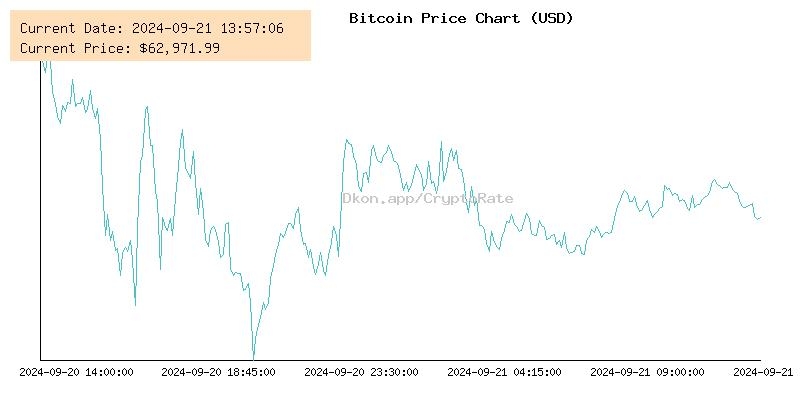 Bitcoin Price Chart (USD)
Current Date: 2024-09-21 13:57:06
Current Price: $62,971.99
Dkon.app/CryptoRate
2024-09-20 14:00:00 2024-09-20 18:45:00 2024-09-20 23:30:00 2024-09-21 04:15:00 2024-09-21 09:00:00 2024-09-21